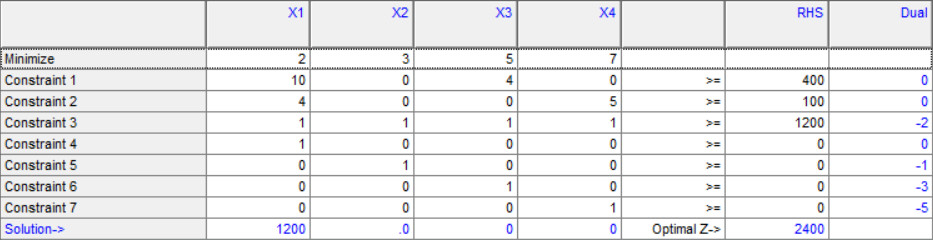 X1 X2 X3 X4 RHS Dual
Minimize 2 3 5 7
Constraint 1 10 0 4 0 >= 400 0
Constraint 2 4 0 0 5 >= 100 0
Constraint 3 1 1 1 1 >= 1200 -2
Constraint 4 1 0 0 0 >= 0 0
Constraint 5 0 1 0 0 >= 0 -1
Constraint 6 0 0 1 0 >= 0 -3
Constraint 7 0 0 0 1 >= 0 -5
Solution-> 1200 .0 0 0 Optimal Z-> 2400